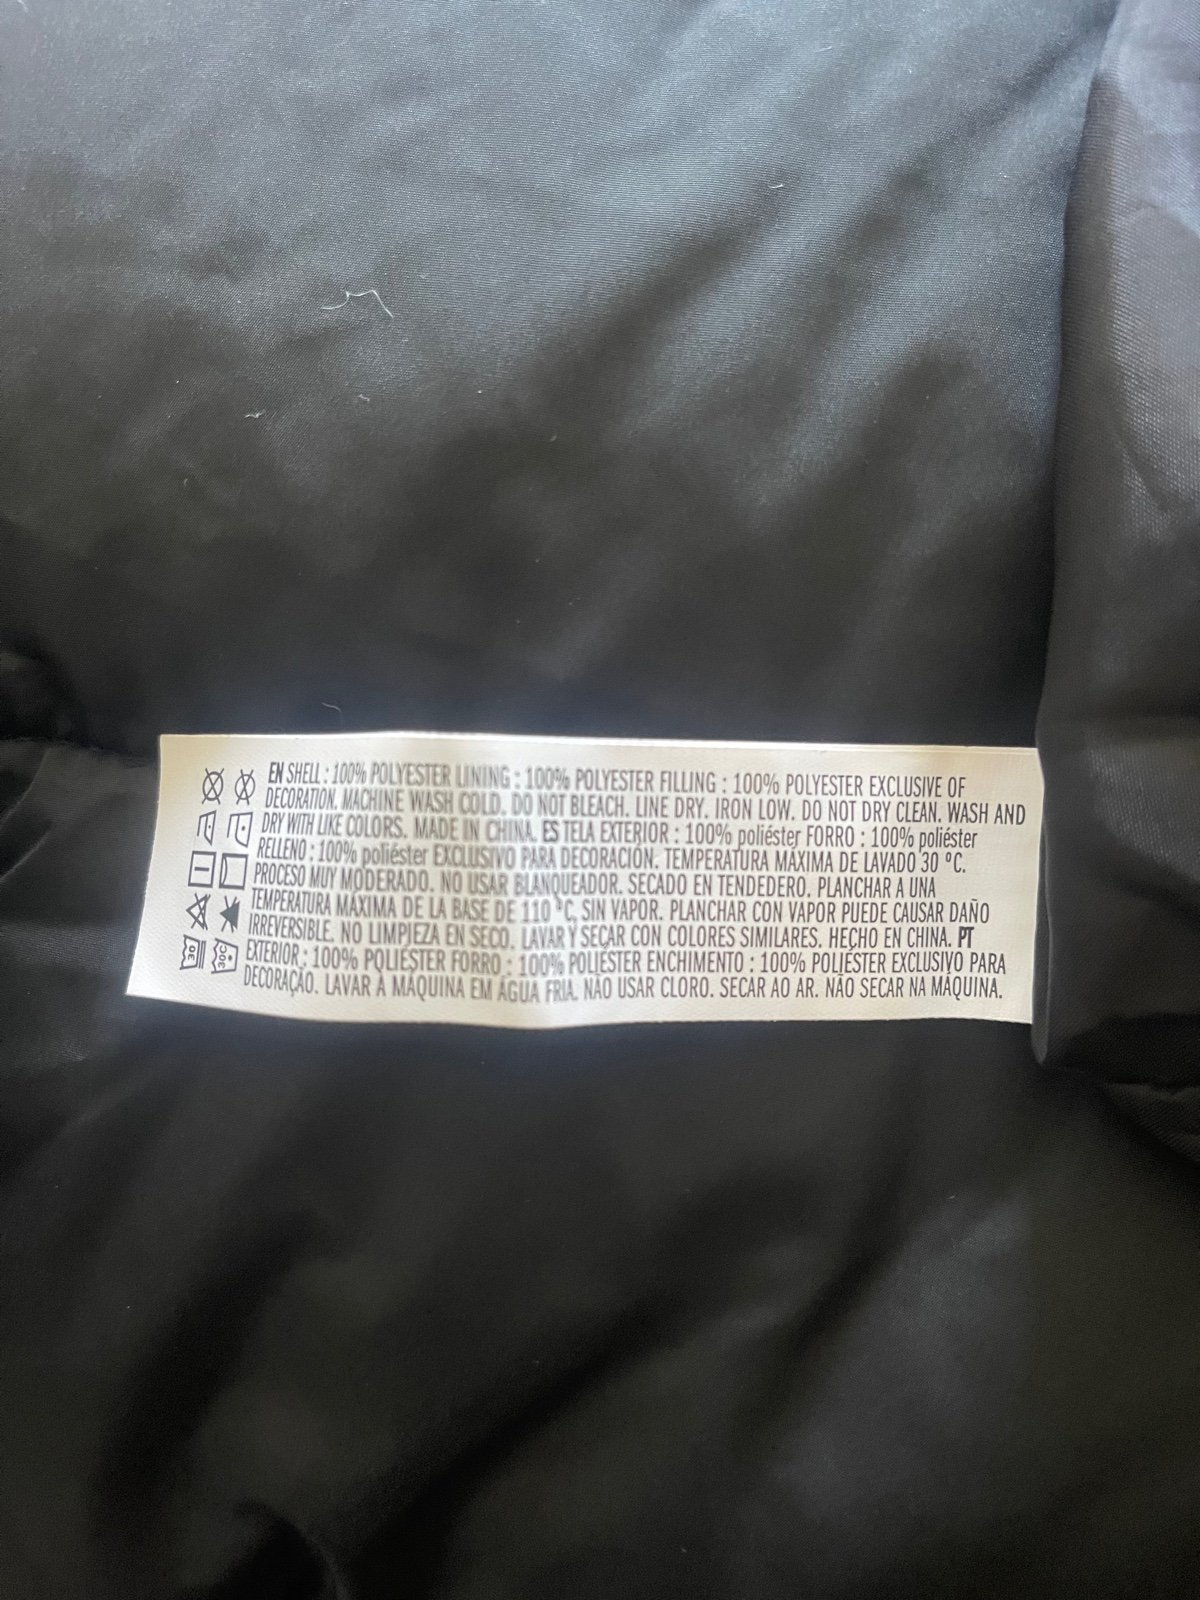 EN SHELL : 100% POLYESTER LINING : 100% POLYESTER FILLING : 100% POLYESTER EXCLUSIVE OF
DECORATION. MACHINE WASH COLD. DO NOT BLEACH. LINE DRY. IRON LOW. DO NOT DRY CLEAN. WASH AND
DRY WITH LIKE COLORS. MADE IN CHINA. ES TELA EXTERIOR : 100% poliéster FORRO : 100% poliéster
RELLENO : 100% poliéster EXCLUSIVO PARA DECORACIÓN. TEMPERATURA MÁXIMA DE LAVADO 30 ºC.
PROCESO MUY MODERADO. NO USAR BLANQUEADOR. SECADO EN TENDEDERO. PLANCHAR A UNA
TEMPERATURA MÁXIMA DE LA BASE DE 110 °C, SIN VAPOR. PLANCHAR CON VAPOR PUEDE CAUSAR DAÑO
IRREVERSIBLE. NO LIMPIEZA EN SECO. LAVAR Y SECAR CON COLORES SIMILARES. HECHO EN CHINA. PT
EXTERIOR : 100% POLIÉSTER FORRO : 100% POLIÉSTER ENCHIMENTO : 100% POLIÉSTER EXCLUSIVO PARA
DECORAÇÃO. LAVAR À MÁQUINA EM ÁGUA FRIA. NÃO USAR CLORO. SECAR AO AR. NÃO SECAR NA MÁQUINA.
30
30C